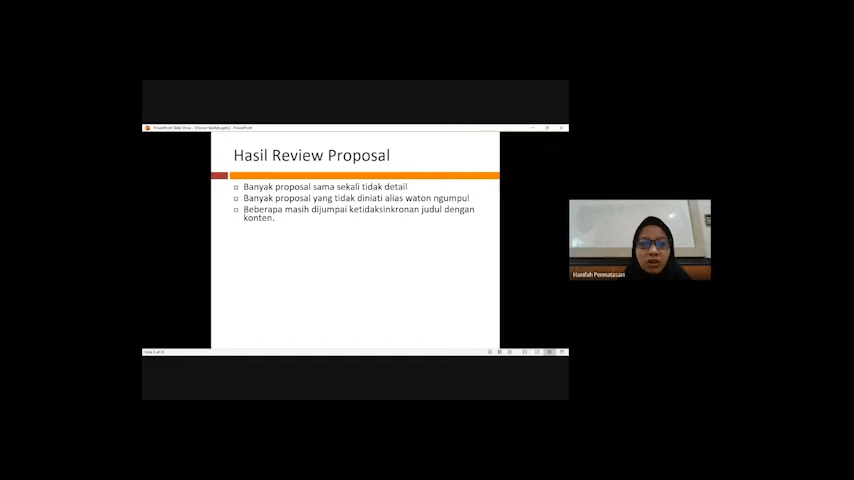 Hasil Review Proposal
Banyak proposal sama sekali tidak detail
Banyak proposal yang tidak diniati alias waton ngumpul
Beberapa masih dijumpai ketidaksinkronan judul dengan
konten.
Hanifah Permatasari